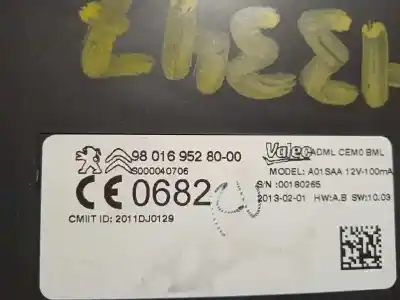 98 016 952 80-00
S000040706
CE 0682
CMIIT ID: 2011DJ0129
Valeo ADML CEM0 BML
MODEL: A01SAA 12V-100mA
S/N :00180265
2013-02-01 HW:A.B SW:10.03